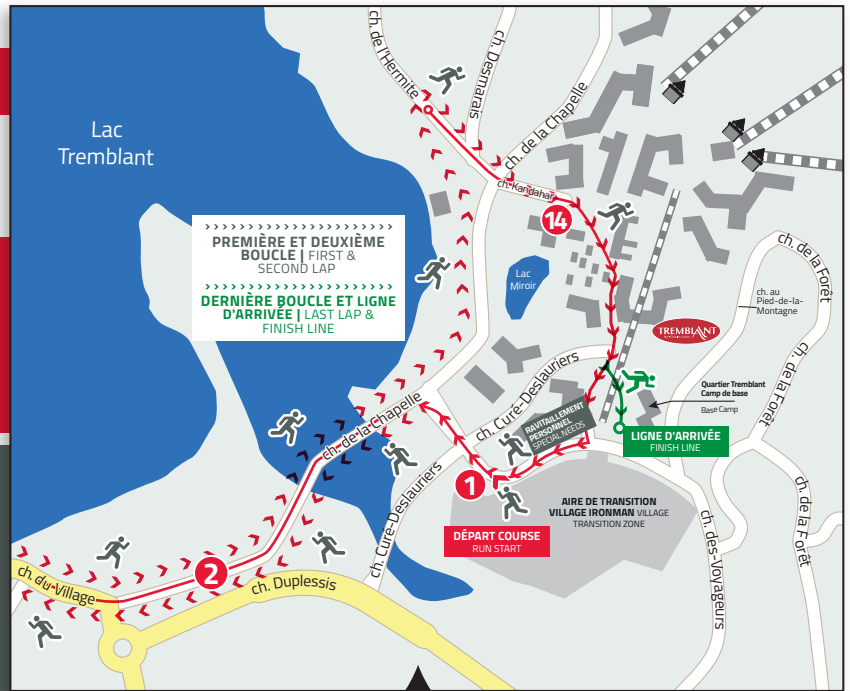 ch. de l'Hermite
ch. Desmarais
ch. de la Chapelle
ch. Kandahar
14
Lac
Tremblant
PREMIÈRE ET DEUXIÈME
BOUCLE | FIRST &
SECOND LAP
DERNIÈRE BOUCLE ET LIGNE
D'ARRIVÉE | LAST LAP &
FINISH LINE
Lac
Miroir
ch. de la Forêt
ch. au
Pied-de-la-
Montagne
TREMBLANT
ch. Curé-Deslauriers
ch. de la Forêt
Quartier Tremblant
Camp de base
Base Camp
ch. de la Chapelle
RAVITAILLEMENT
PERSONNEL
SPECIAL NEEDS
LIGNE D'ARRIVÉE
FINISH LINE
1
ch. Curé-Deslauriers
AIRE DE TRANSITION
VILLAGE IRONMAN VILLAGE
TRANSITION ZONE
DÉPART COURSE
RUN START
ch. des-Voyageurs
ch. de la Forêt
2
ch. du Village
ch. Duplessis